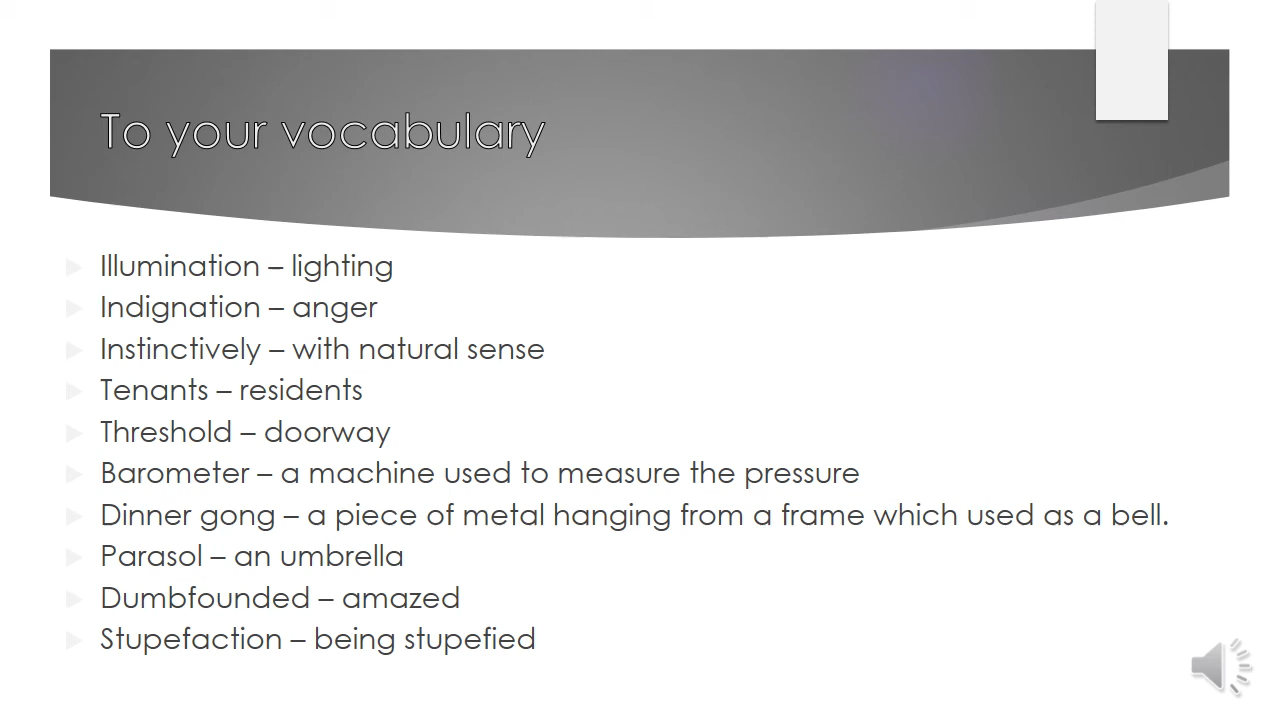 To your vocabulary
Illumination – lighting
Indignation – anger
Instinctively – with natural sense
Tenants – residents
Threshold – doorway
Barometer – a machine used to measure the pressure
Dinner gong – a piece of metal hanging from a frame which used as a bell.
Parasol – an umbrella
Dumbfounded – amazed
Stupefaction – being stupefied